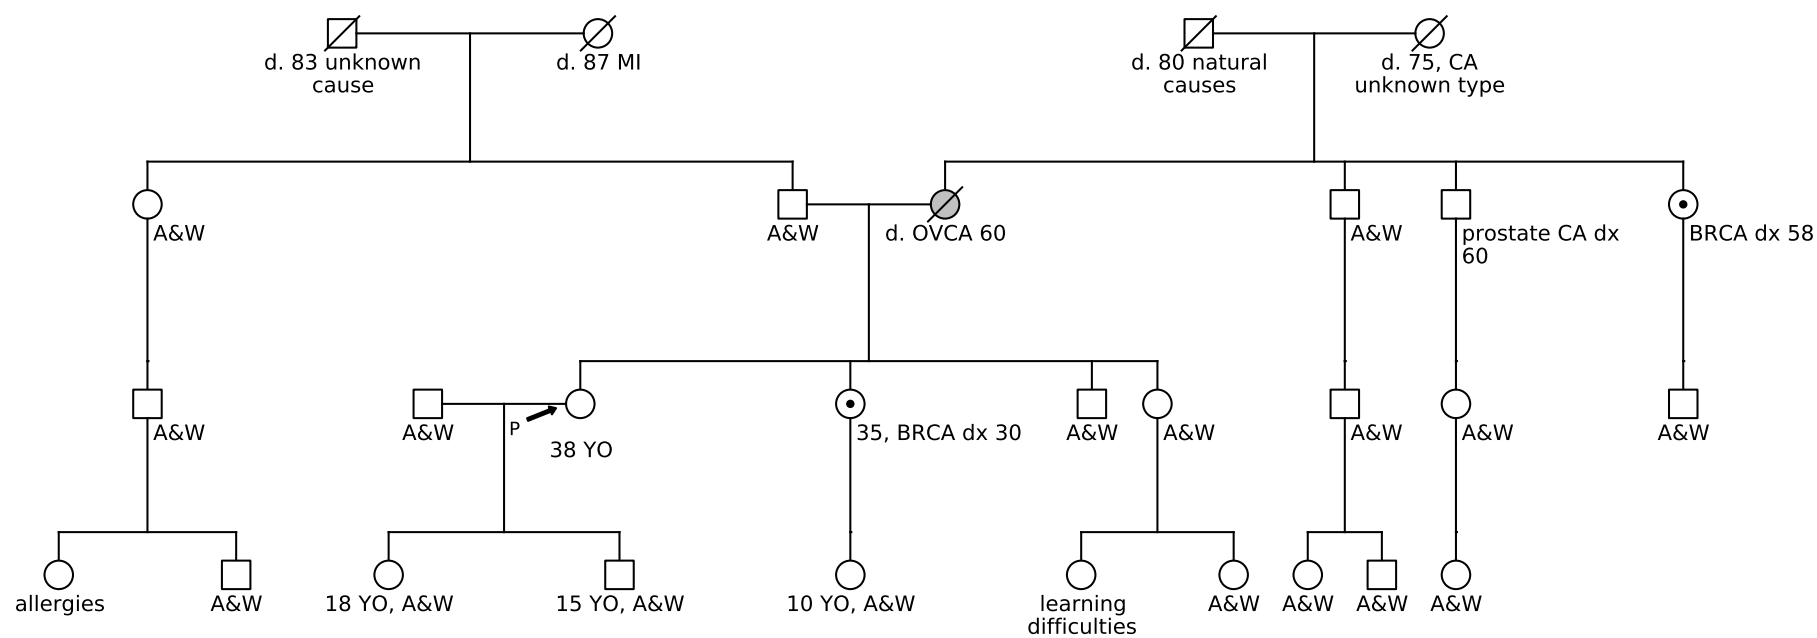 d. 83 unknown
cause
d. 87 MI
d. 80 natural
causes
d. 75, CA
unknown type
A&W
A&W
d. OVCA 60
A&W
prostate CA dx
60
BRCA dx 58
A&W
A&W
P
38 YO
35, BRCA dx 30
A&W
A&W
A&W
A&W
A&W
allergies
A&W
18 YO, A&W
15 YO, A&W
10 YO, A&W
learning
difficulties
A&W
A&W
A&W
A&W